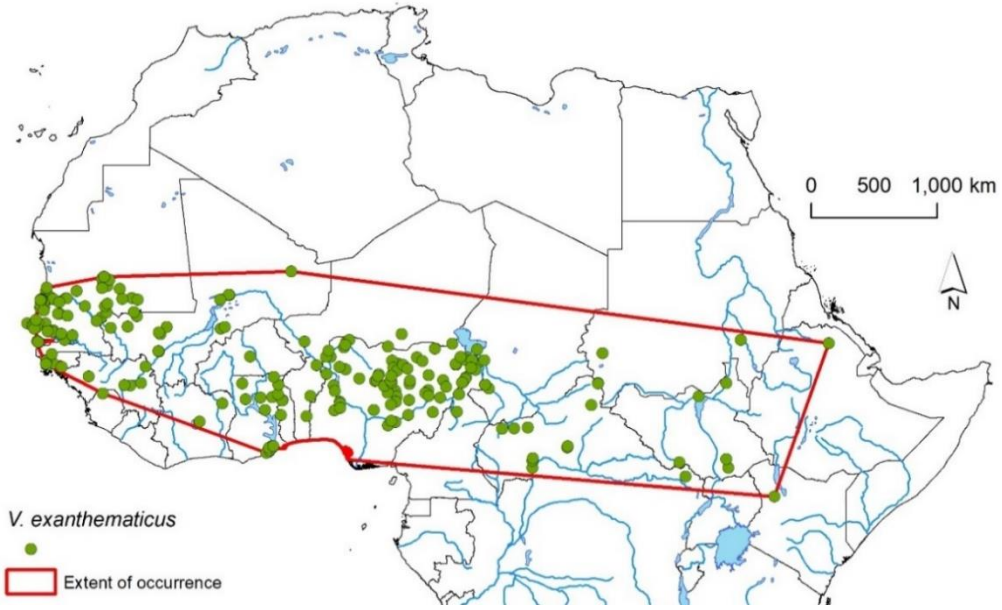 0 500 1,000 km
N
V. exanthematicus
Extent of occurrence